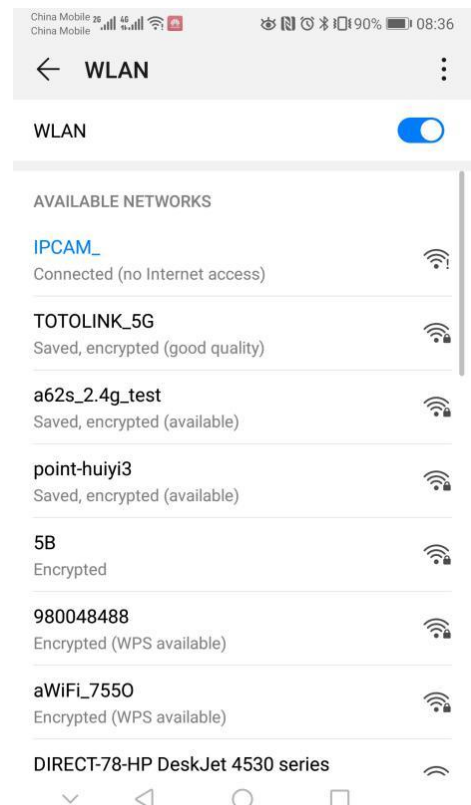 China Mobile 2G 4G 90% 08:36
China Mobile
WLAN
WLAN
AVAILABLE NETWORKS
IPCAM_
Connected (no Internet access)
TOTOLINK_5G
Saved, encrypted (good quality)
a62s_2.4g_test
Saved, encrypted (available)
point-huiyi3
Saved, encrypted (available)
5B
Encrypted
980048488
Encrypted (WPS available)
aWiFi_755O
Encrypted (WPS available)
DIRECT-78-HP DeskJet 4530 series